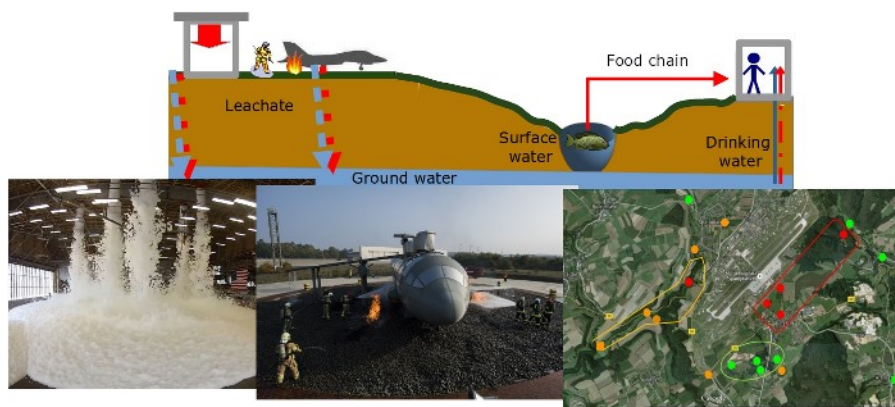 Food chain
Leachate
Surface
water
Drinking
water
Ground water